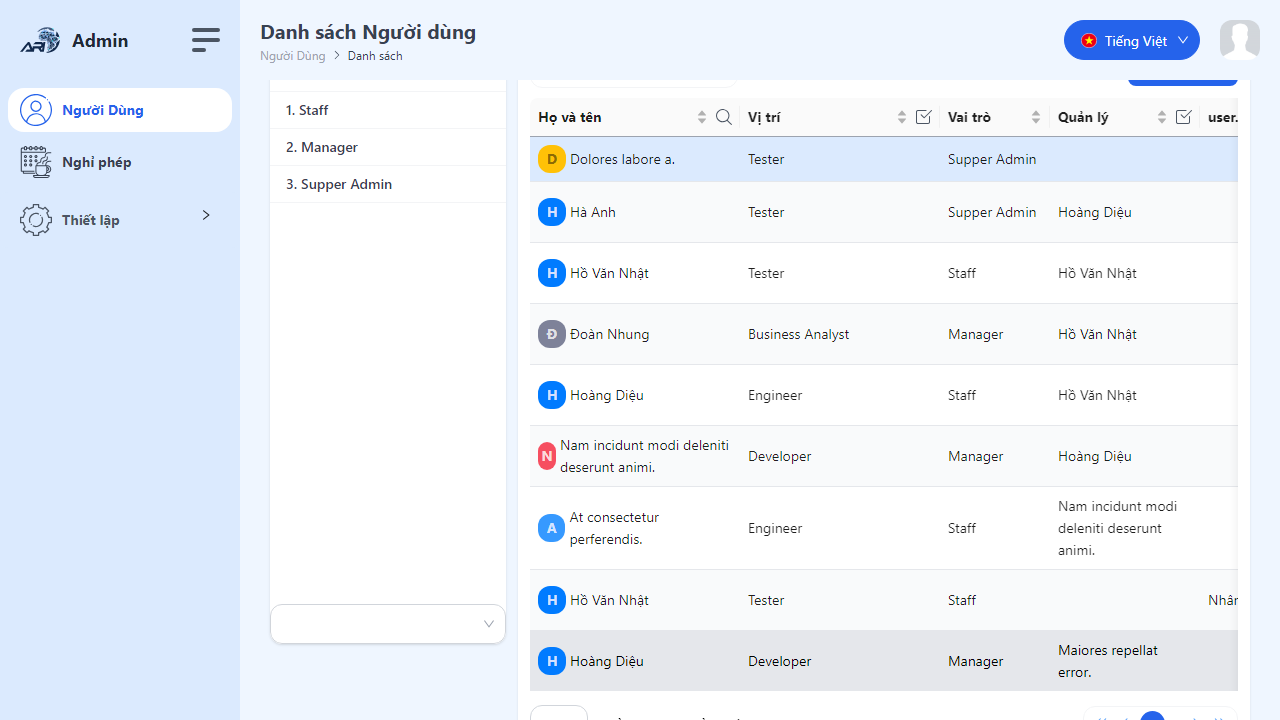 ARI
Admin
Danh sách Người dùng
Người Dùng > Danh sách
Tiếng Việt
Người Dùng
Nghỉ phép
Thiết lập
1. Staff
2. Manager
3. Supper Admin
Họ và tên Vị trí Vai trò Quản lý user.
D Dolores labore a. Tester Supper Admin
H Hà Anh Tester Supper Admin Hoàng Diệu
H Hồ Văn Nhật Tester Staff Hồ Văn Nhật
Đ Đoàn Nhung Business Analyst Manager Hồ Văn Nhật
H Hoàng Diệu Engineer Staff Hồ Văn Nhật
N Nam incidunt modi deleniti
deserunt animi. Developer Manager Hoàng Diệu
A At consectetur
perferendis. Engineer Staff Nam incidunt modi
deleniti deserunt
animi.
H Hồ Văn Nhật Tester Staff Nhân
H Hoàng Diệu Developer Manager Maiores repellat
error.